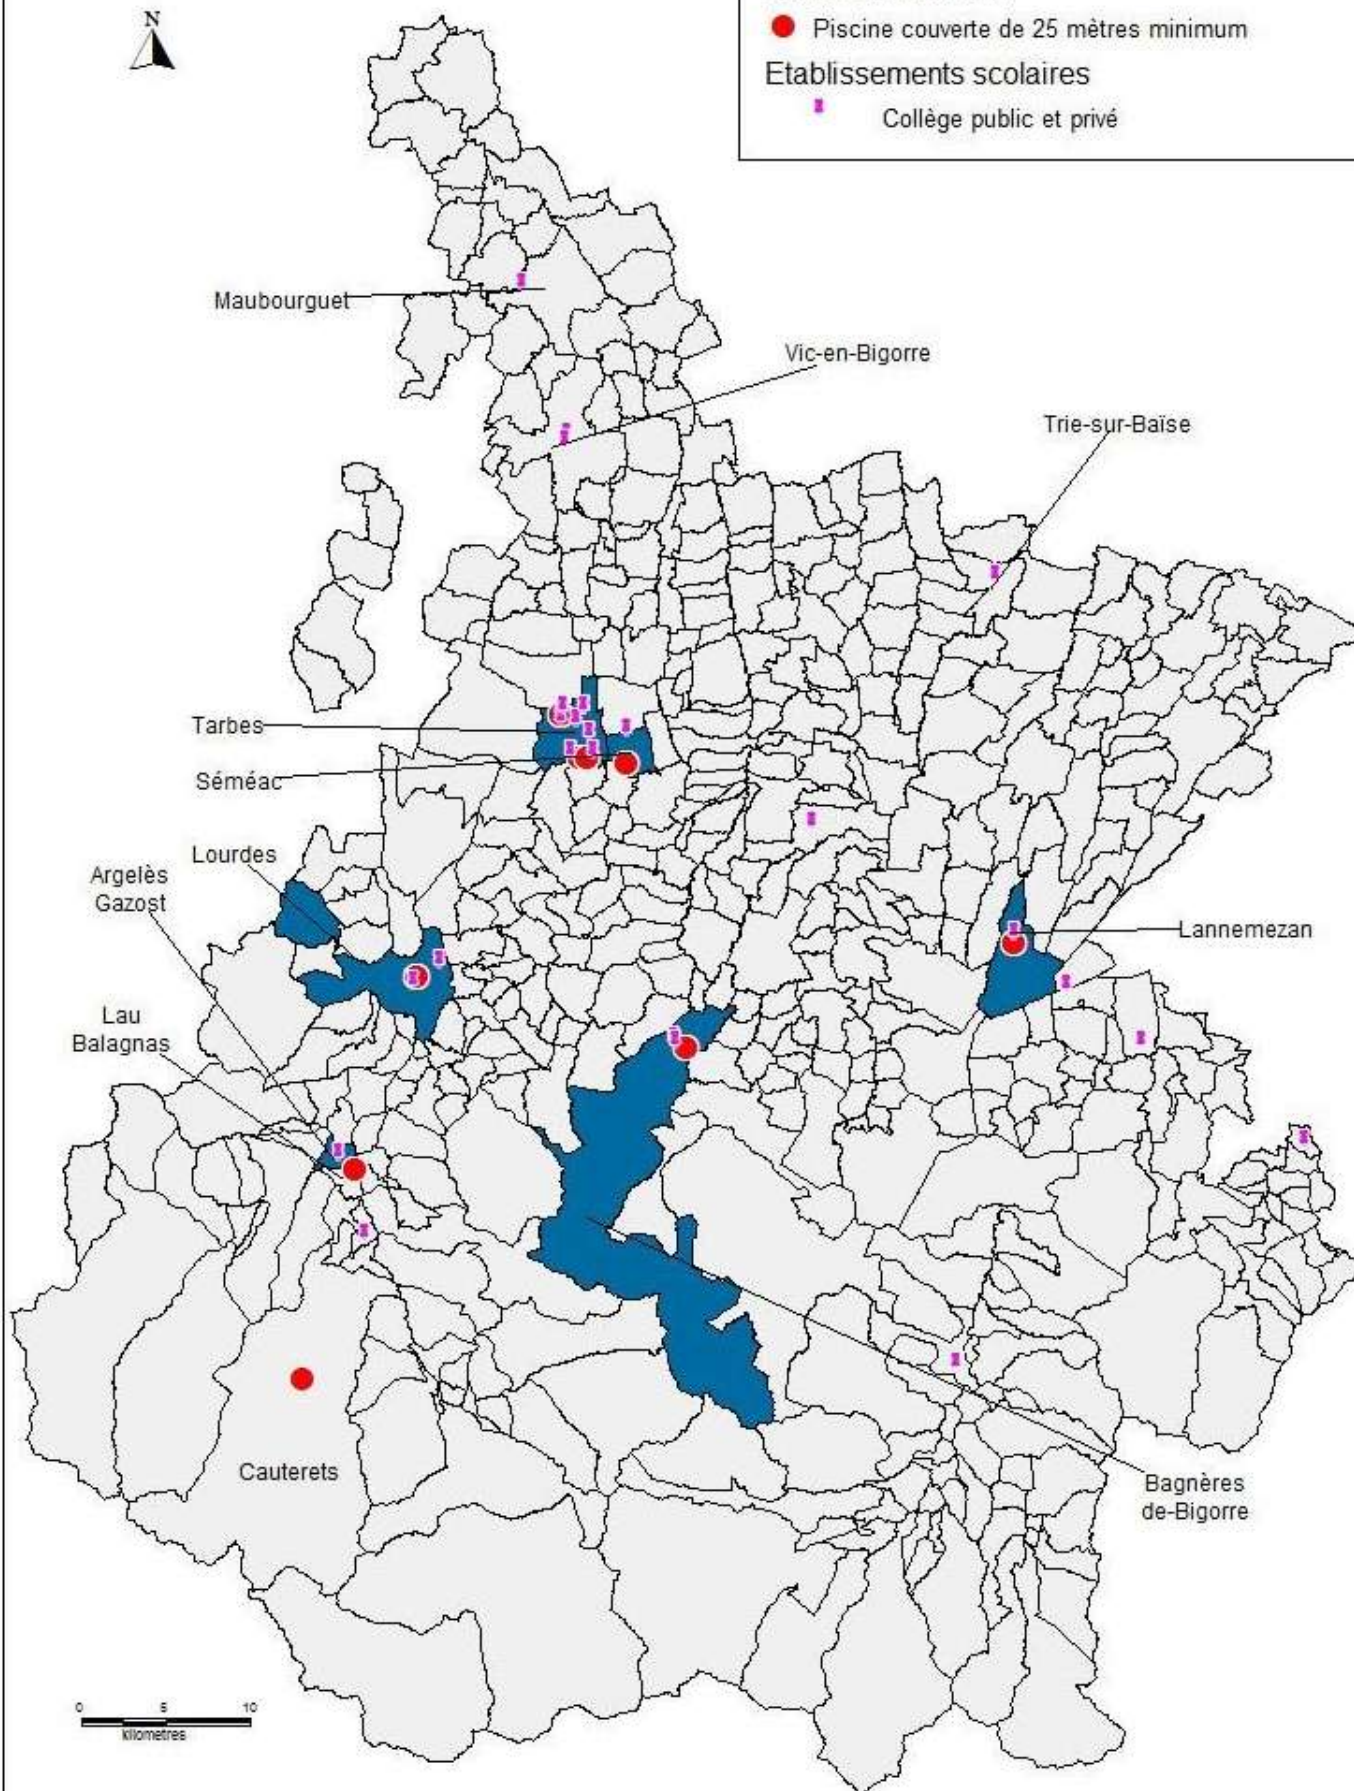 N
Piscine couverte de 25 mètres minimum
Etablissements scolaires
Collège public et privé
Maubourguet
Vic-en-Bigorre
Trie-sur-Baïse
Tarbes
Séméac
Lourdes
Argelès
Gazost
Lannemezan
Lau
Balagnas
Cauterets
Bagnères
de-Bigorre
0 5 10
kilometres